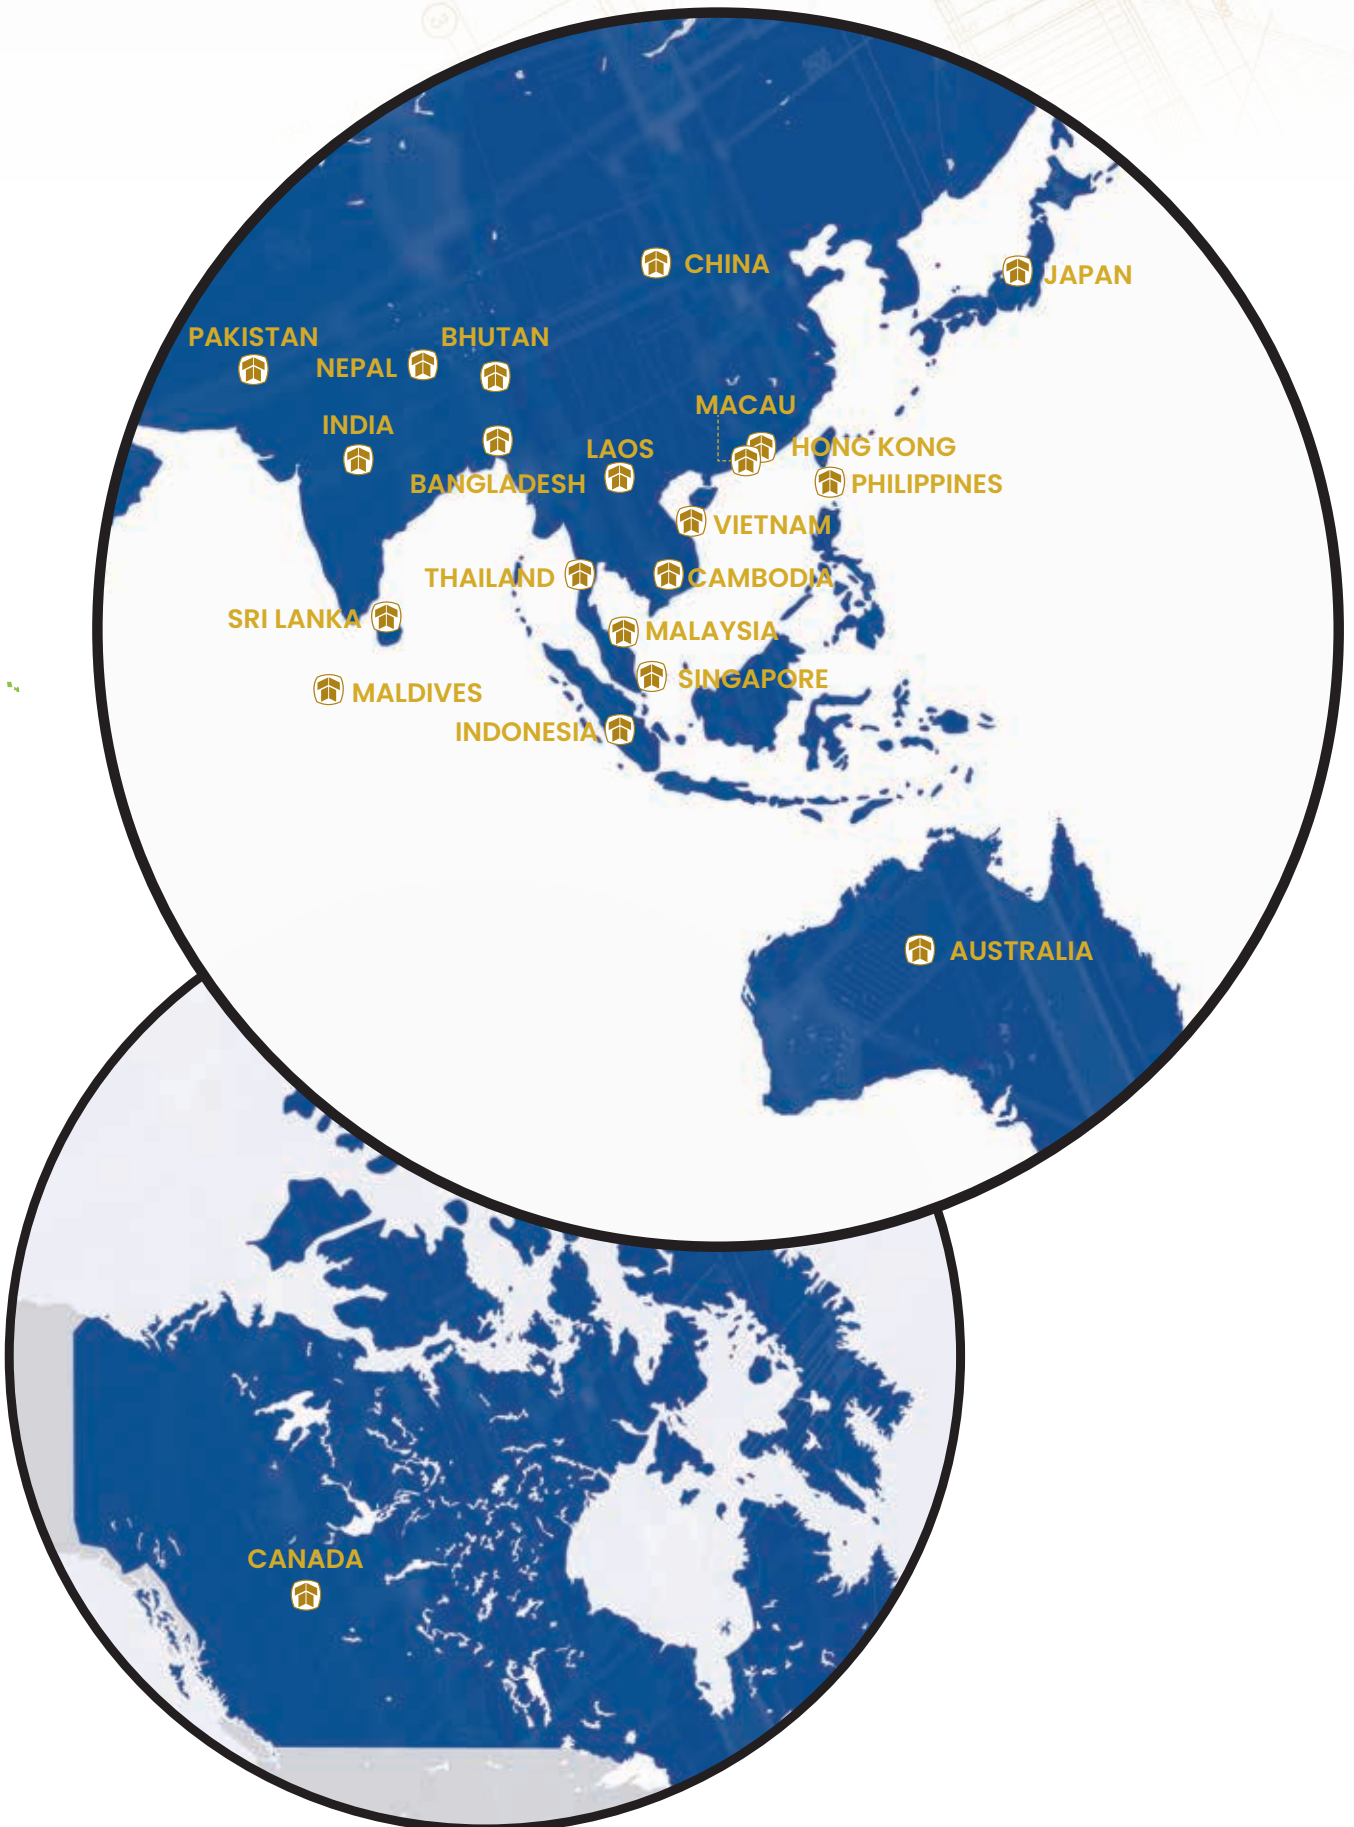 CHINA
JAPAN
PAKISTAN
BHUTAN
NEPAL
MACAU
INDIA
LAOS
HONG KONG
BANGLADESH
PHILIPPINES
VIETNAM
THAILAND
CAMBODIA
SRI LANKA
MALAYSIA
SINGAPORE
MALDIVES
INDONESIA
AUSTRALIA
CANADA